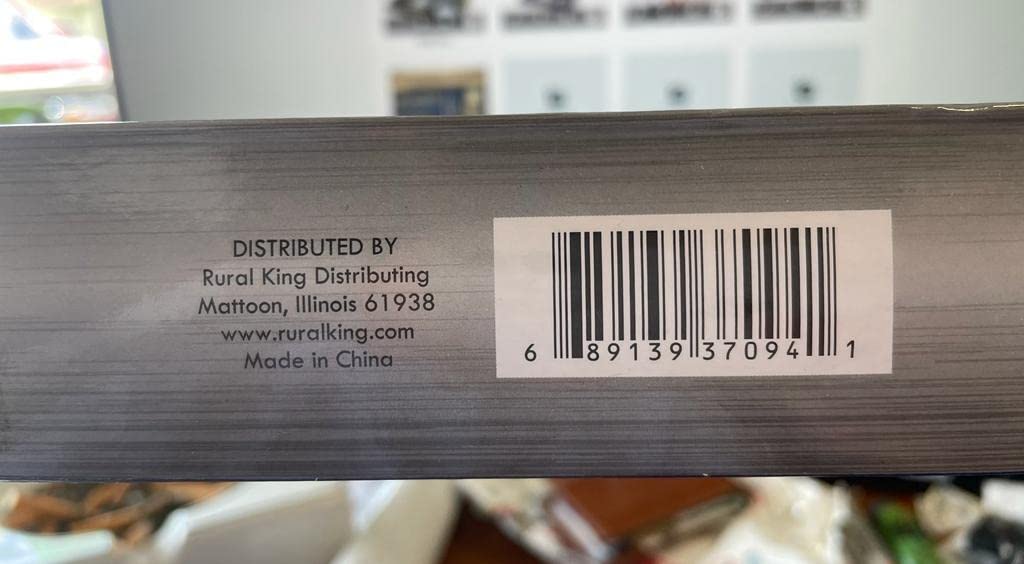 DISTRIBUTED BY
Rural King Distributing
Mattoon, Illinois 61938
www.ruralking.com
Made in China
6 89139 37094 1